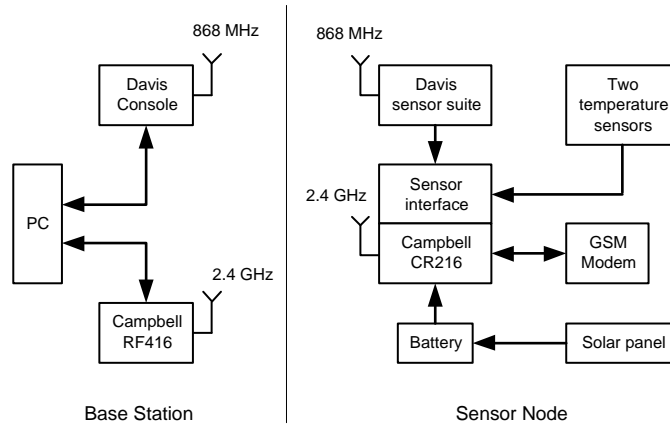 868 MHz
Davis
Console
PC
2.4 GHz
Campbell
RF416
Base Station
868 MHz
Davis
sensor suite
Two
temperature
sensors
Sensor
interface
2.4 GHz
Campbell
CR216
GSM
Modem
Battery
Solar panel
Sensor Node